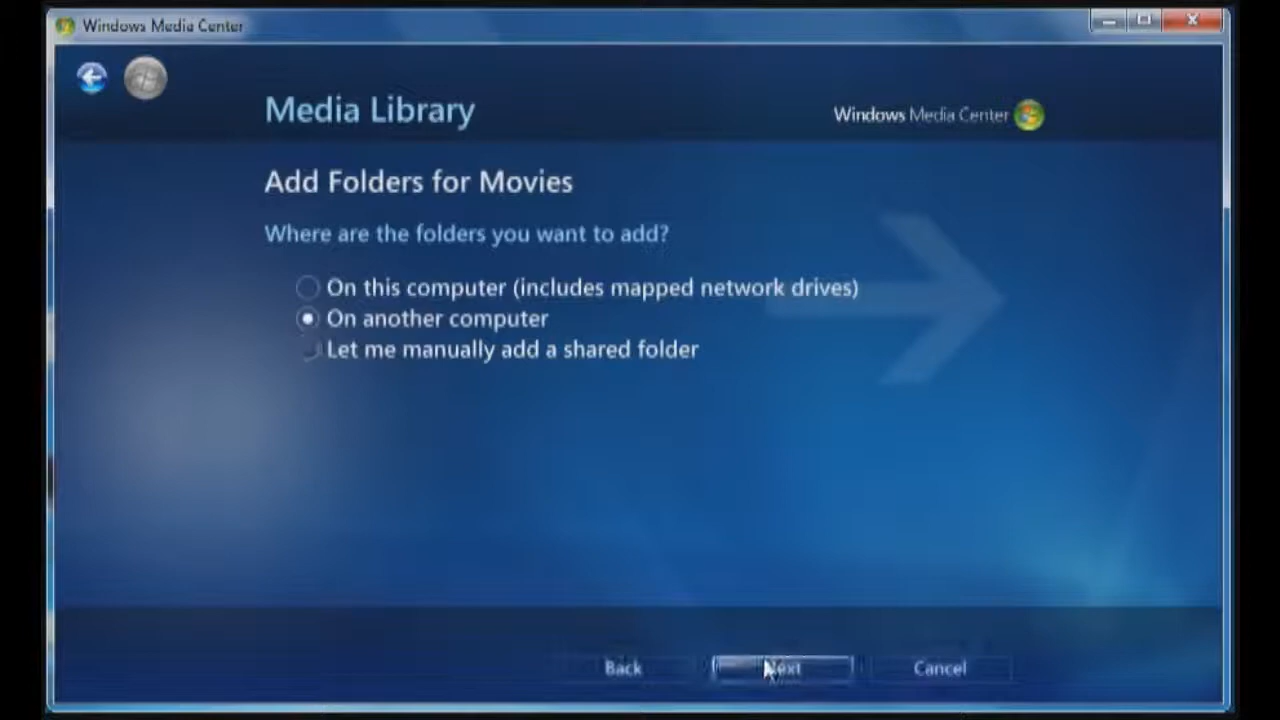 Windows Media Center
Media Library
Windows Media Center
Add Folders for Movies
Where are the folders you want to add?
On this computer (includes mapped network drives)
On another computer
Let me manually add a shared folder
Back
Next
Cancel